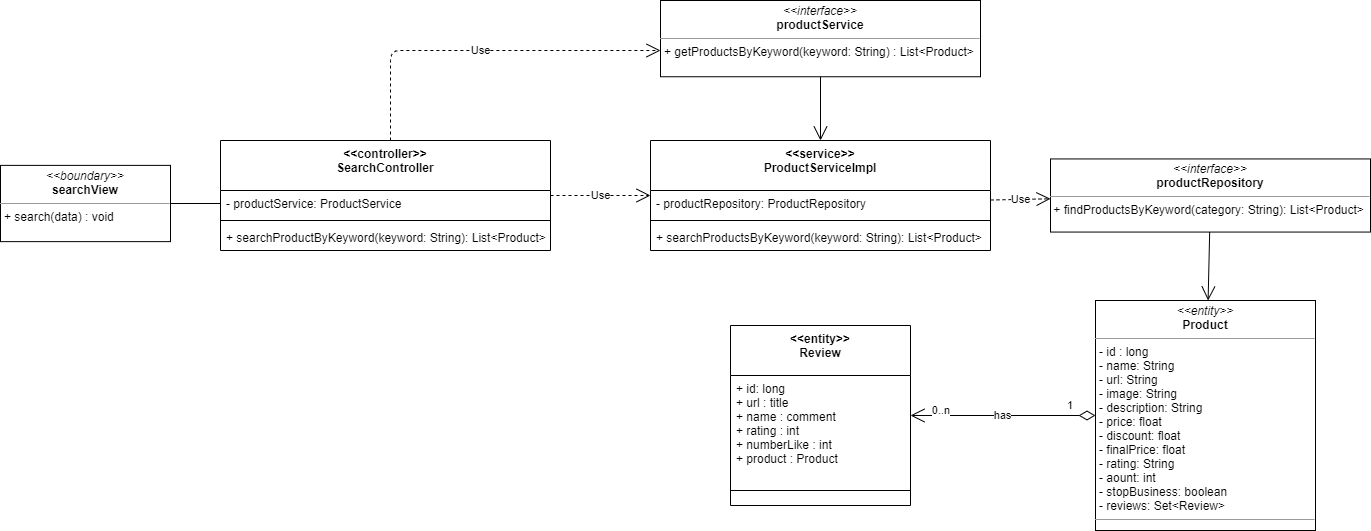 <<interface>>
productService
+ getProductsByKeyword(keyword: String) : List<Product>
Use
<<boundary>>
searchView
+ search(data) : void
<<controller>>
SearchController
- productService: ProductService
+ searchProductByKeyword(keyword: String): List<Product>
Use
<<service>>
ProductServiceImpl
- productRepository: ProductRepository
+ searchProductsByKeyword(keyword: String): List<Product>
Use
<<interface>>
productRepository
+ findProductsByKeyword(category: String): List<Product>
<<entity>>
Review
+ id: long
+ url : title
+ name : comment
+ rating : int
+ numberLike : int
+ product : Product
0..n
has
1
<<entity>>
Product
- id : long
- name: String
- url: String
- image: String
- description: String
- price: float
- discount: float
- finalPrice: float
- rating: String
- aount: int
- stopBusiness: boolean
- reviews: Set<Review>